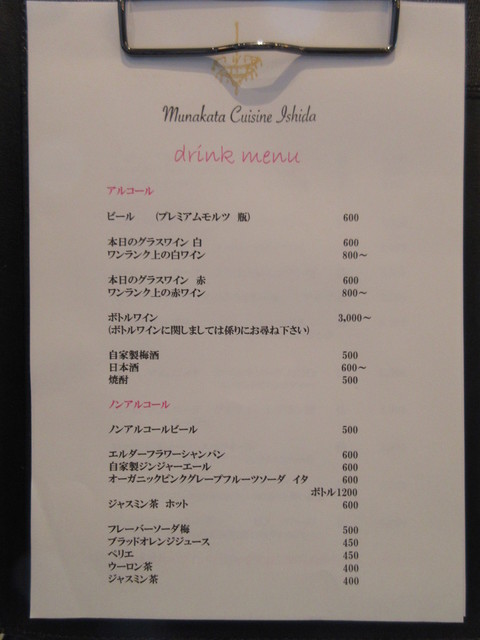 Munakata Cuisine Ishida
drink menu
アルコール
ビール (プレミアムモルツ 瓶) 600
本日のグラスワイン 白 600
ワンランク上の白ワイン 800～
本日のグラスワイン 赤 600
ワンランク上の赤ワイン 800～
ボトルワイン 3,000～
(ボトルワインに関しましては係りにお尋ね下さい)
自家製梅酒 500
日本酒 600～
焼酎 500
ノンアルコール
ノンアルコールビール 500
エルダーフラワーシャンパン 600
自家製ジンジャーエール 600
オーガニックピンクグレープフルーツソーダ イタ 600
ボトル1200
ジャスミン茶 ホット 600
フレーバーソーダ梅 500
ブラッドオレンジジュース 450
ペリエ 450
ウーロン茶 400
ジャスミン茶 400